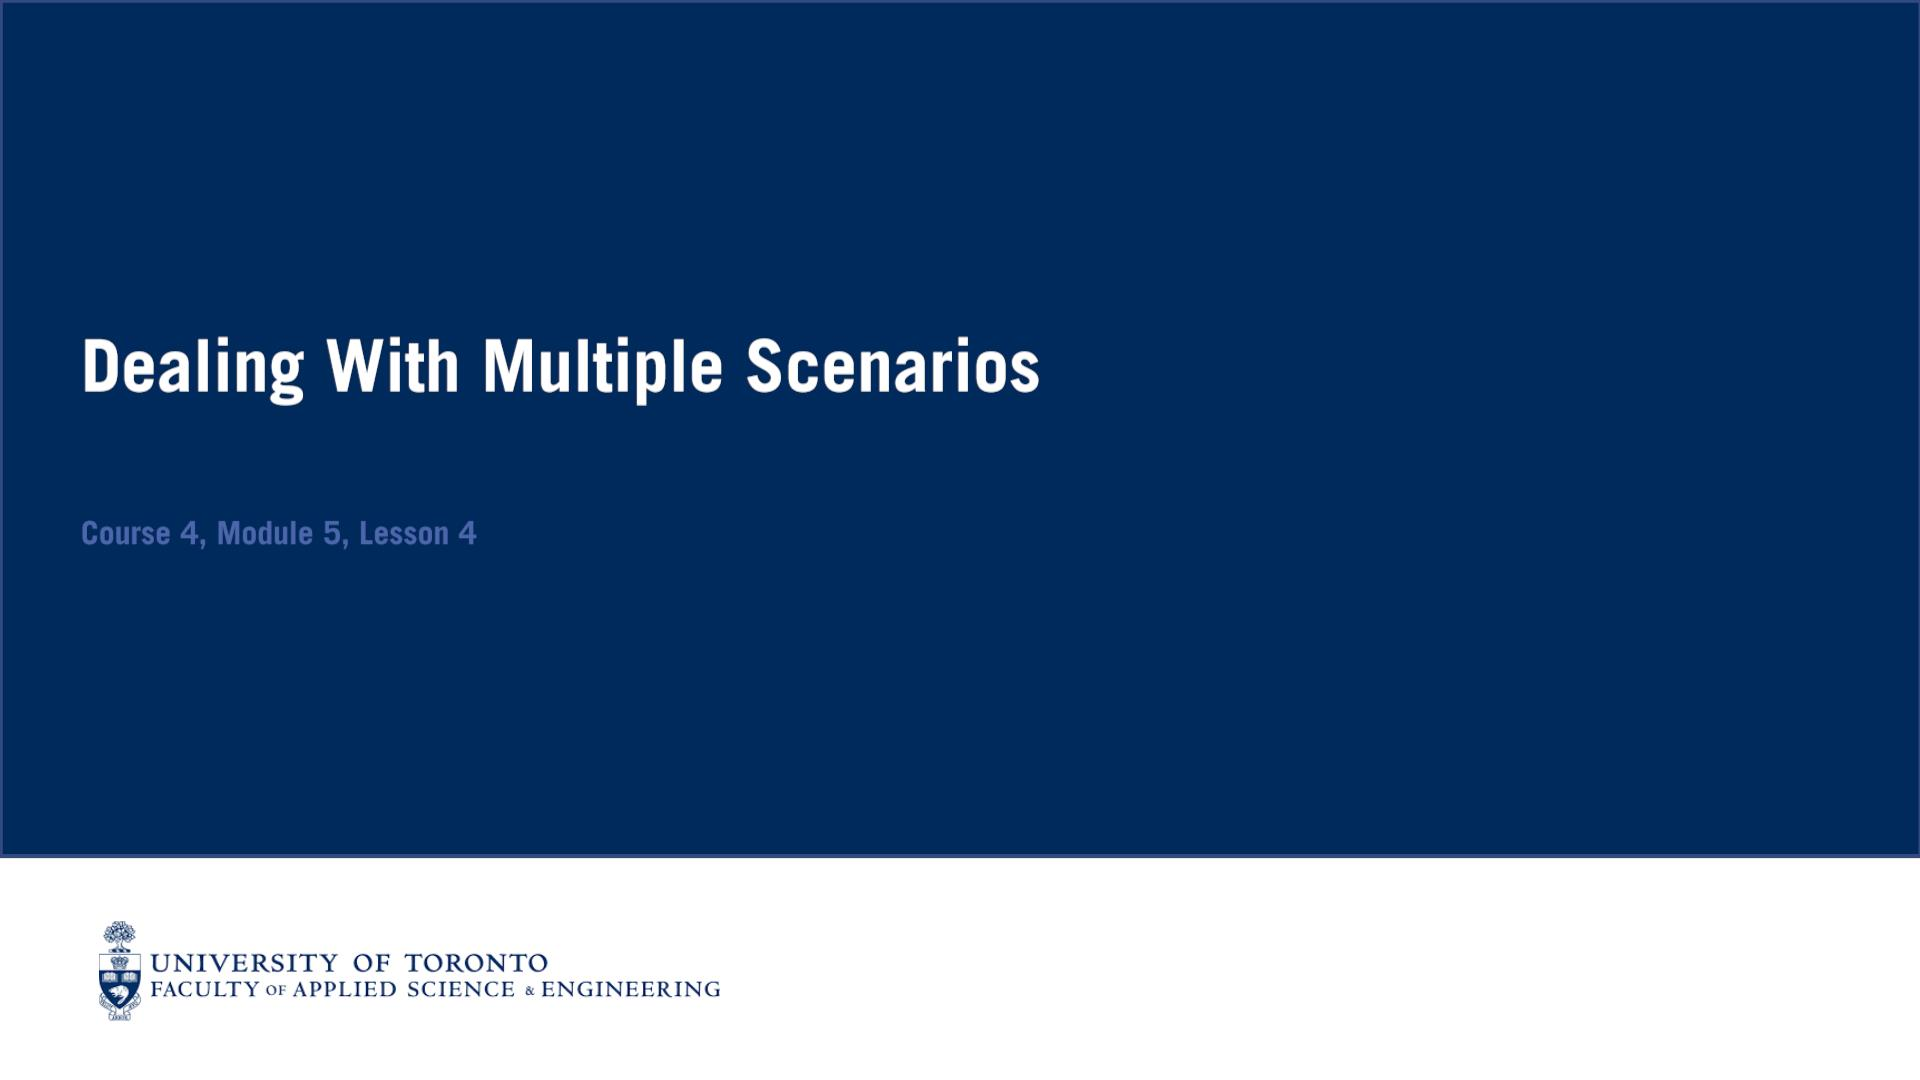 Dealing With Multiple Scenarios
Course 4, Module 5, Lesson 4
UNIVERSITY OF TORONTO
FACULTY OF APPLIED SCIENCE & ENGINEERING